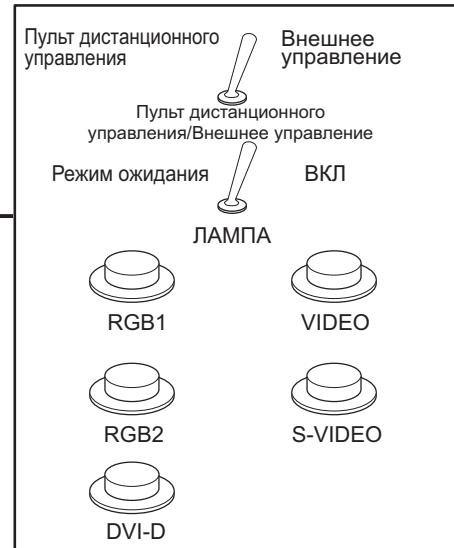 Пульт дистанционного
управления
Внешнее
управление
Пульт дистанционного
управления/Внешнее управление
Режим ожидания
ВКЛ
ЛАМПА
RGB1
VIDEO
RGB2
S-VIDEO
DVI-D